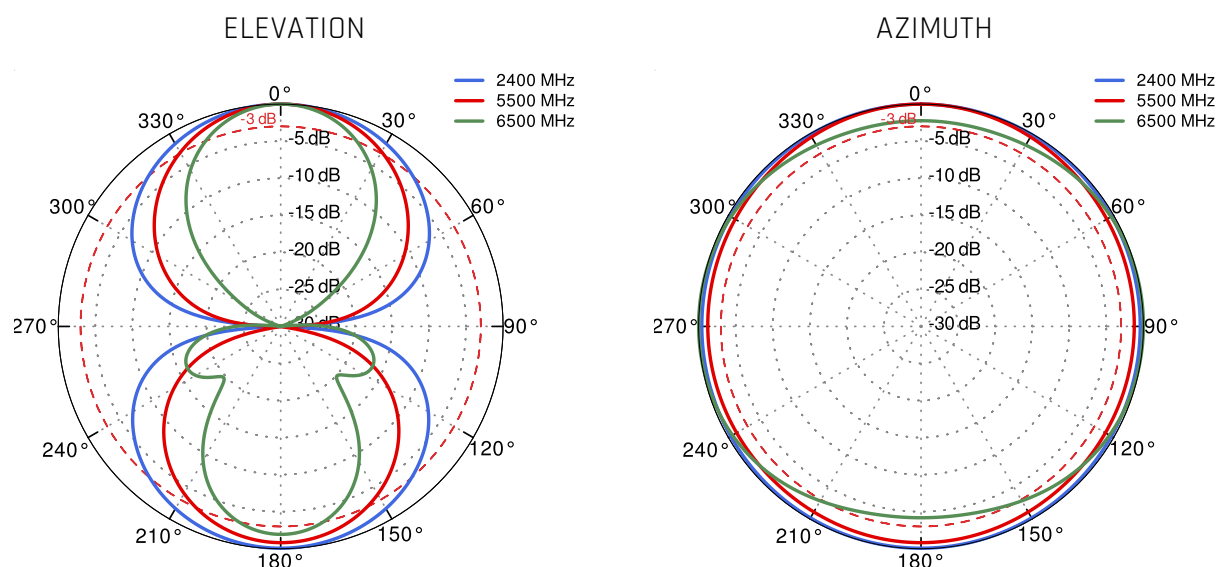 ELEVATION
2400 MHz
5500 MHz
6500 MHz
0°
330°
-3 dB
30°
-5 dB
-10 dB
300°
60°
-15 dB
-20 dB
-25 dB
270°
-30 dB
90°
240°
120°
210°
150°
180°
AZIMUTH
2400 MHz
5500 MHz
6500 MHz
0°
330°
-3 dB
30°
-5 dB
-10 dB
300°
60°
-15 dB
-20 dB
-25 dB
270°
-30 dB
90°
240°
120°
210°
150°
180°